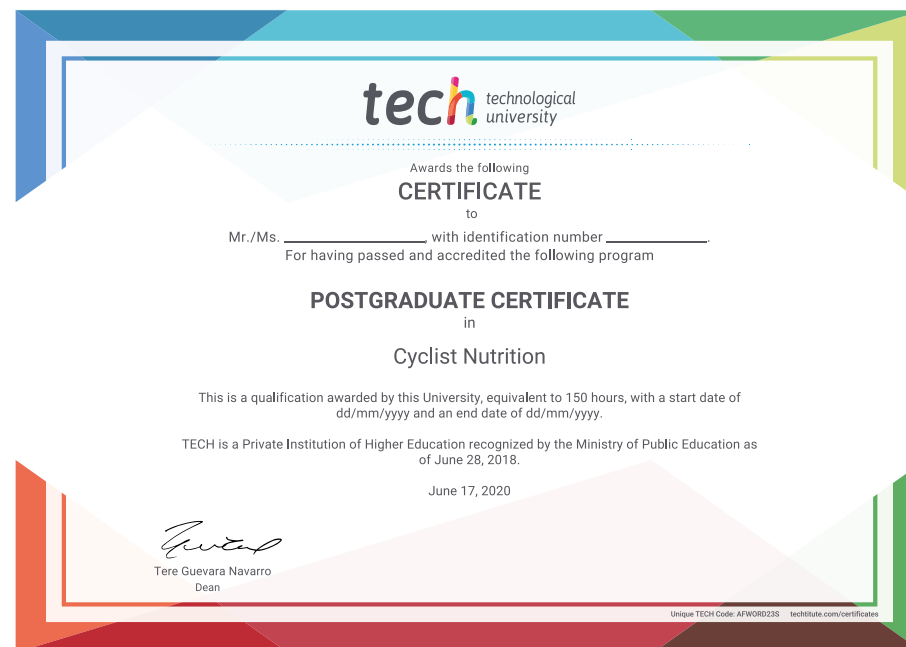 tech technological
university
Awards the following
CERTIFICATE
to
Mr./Ms. ____________________, with identification number ______________.
For having passed and accredited the following program
POSTGRADUATE CERTIFICATE
in
Cyclist Nutrition
This is a qualification awarded by this University, equivalent to 150 hours, with a start date of
dd/mm/yyyy and an end date of dd/mm/yyyy.
TECH is a Private Institution of Higher Education recognized by the Ministry of Public Education as
of June 28, 2018.
June 17, 2020
Tere Guevara Navarro
Dean
Unique TECH Code: AFWORD23S techtitute.com/certificates